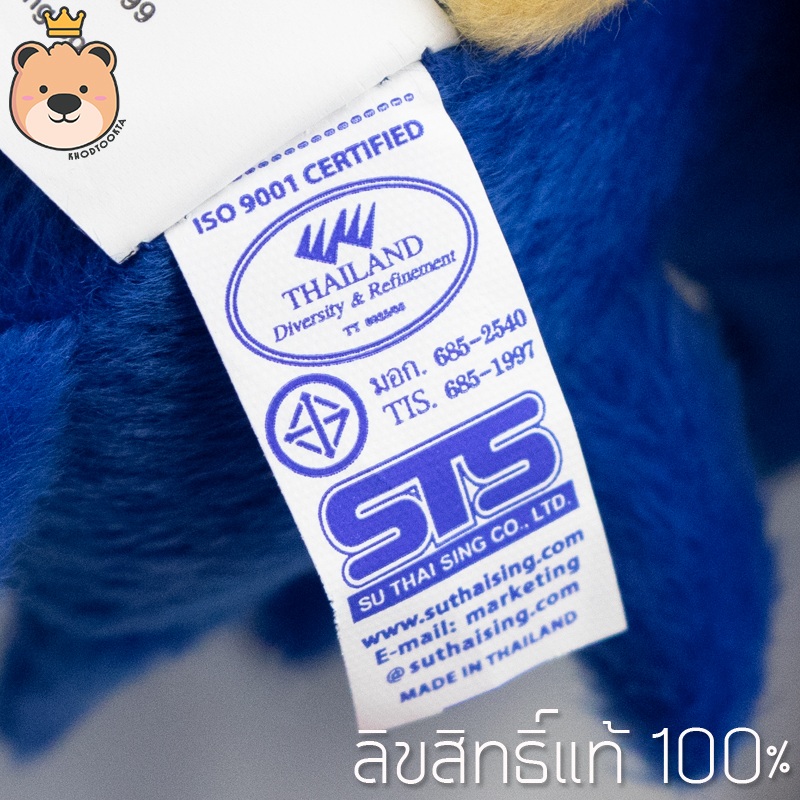 KHODTOOKTA
ISO 9001 CERTIFIED
THAILAND
Diversity & Refinement
มอก. 685-2540
TIS. 685-1997
STS
SU THAI SING CO., LTD.
www.suthaising.com
E-mail: marketing
@suthaising.com
MADE IN THAILAND
ลิขสิทธิ์แท้ 100%